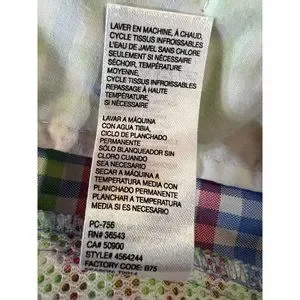 LAVER EN MACHINE, À CHAUD,
CYCLE TISSUS INFROISSABLES
L'EAU DE JAVEL SANS CHLORE
SEULEMENT SI NÉCESSAIRE
SÉCHOIR, TEMPÉRATURE
MOYENNE,
CYCLE TISSUS INFROISSABLES
REPASSAGE À HAUTE
TEMPÉRATURE,
SI NÉCESSAIRE
LAVAR A MÁQUINA
CON AGUA TIBIA,
CICLO DE PLANCHADO
PERMANENTE
SÓLO BLANQUEADOR SIN
CLORO CUANDO
SEA NECESARIO
SECAR A MÁQUINA A
TEMPERATURA MEDIA CON
PLANCHADO PERMANENTE
PLANCHAR A TEMPERATURA
MEDIA SI ES NECESARIO
PC-756
RN# 36543
CA# 50900
STYLE# 4564244
FACTORY CODE: B75